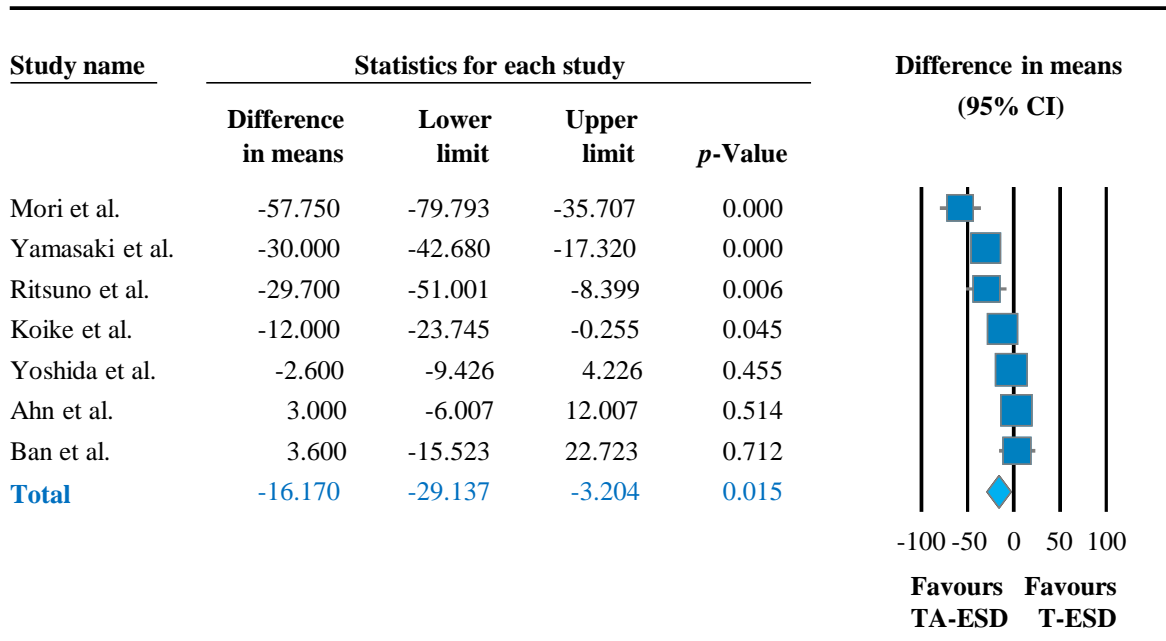 Study name Statistics for each study Difference in means
(95% CI)
Difference in means Lower limit Upper limit p-Value
Mori et al. -57.750 -79.793 -35.707 0.000
Yamasaki et al. -30.000 -42.680 -17.320 0.000
Ritsuno et al. -29.700 -51.001 -8.399 0.006
Koike et al. -12.000 -23.745 -0.255 0.045
Yoshida et al. -2.600 -9.426 4.226 0.455
Ahn et al. 3.000 -6.007 12.007 0.514
Ban et al. 3.600 -15.523 22.723 0.712
Total -16.170 -29.137 -3.204 0.015
-100 -50 0 50 100
Favours TA-ESD Favours T-ESD